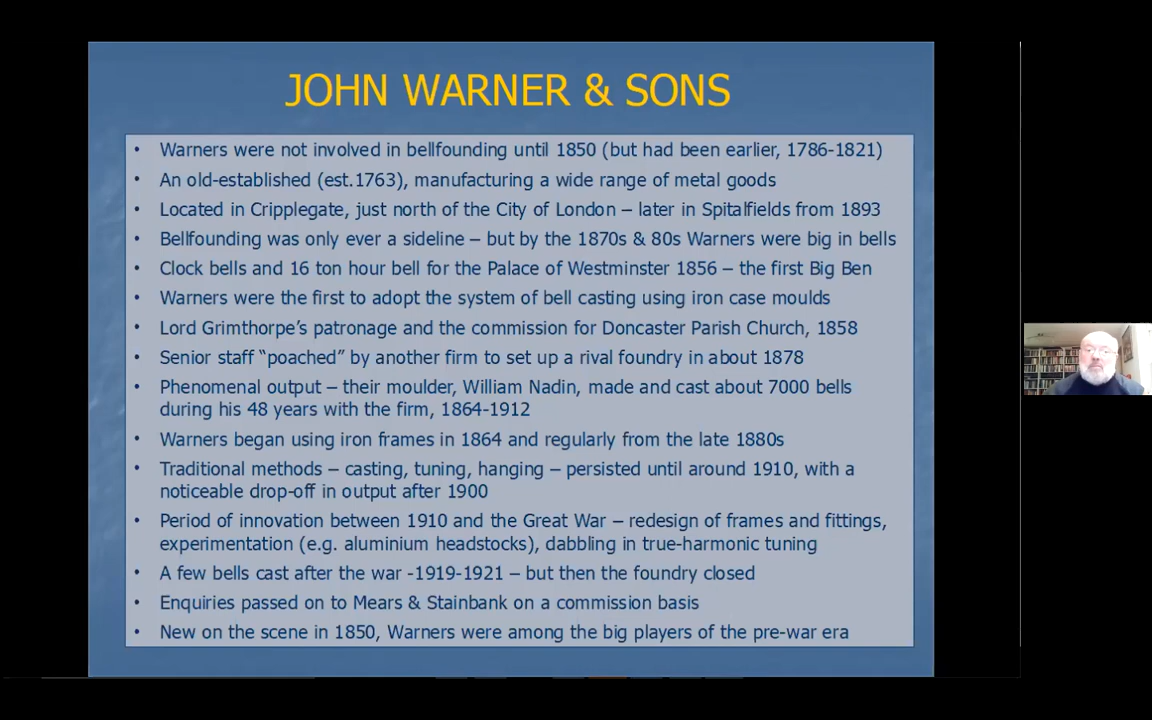 JOHN WARNER & SONS
• Warners were not involved in bellfounding until 1850 (but had been earlier, 1786-1821)
• An old-established (est.1763), manufacturing a wide range of metal goods
• Located in Cripplegate, just north of the City of London – later in Spitalfields from 1893
• Bellfounding was only ever a sideline – but by the 1870s & 80s Warners were big in bells
• Clock bells and 16 ton hour bell for the Palace of Westminster 1856 – the first Big Ben
• Warners were the first to adopt the system of bell casting using iron case moulds
• Lord Grimthorpe's patronage and the commission for Doncaster Parish Church, 1858
• Senior staff “poached” by another firm to set up a rival foundry in about 1878
• Phenomenal output – their moulder, William Nadin, made and cast about 7000 bells
during his 48 years with the firm, 1864-1912
• Warners began using iron frames in 1864 and regularly from the late 1880s
• Traditional methods – casting, tuning, hanging – persisted until around 1910, with a
noticeable drop-off in output after 1900
• Period of innovation between 1910 and the Great War – redesign of frames and fittings,
experimentation (e.g. aluminium headstocks), dabbling in true-harmonic tuning
• A few bells cast after the war -1919-1921 – but then the foundry closed
• Enquiries passed on to Mears & Stainbank on a commission basis
• New on the scene in 1850, Warners were among the big players of the pre-war era